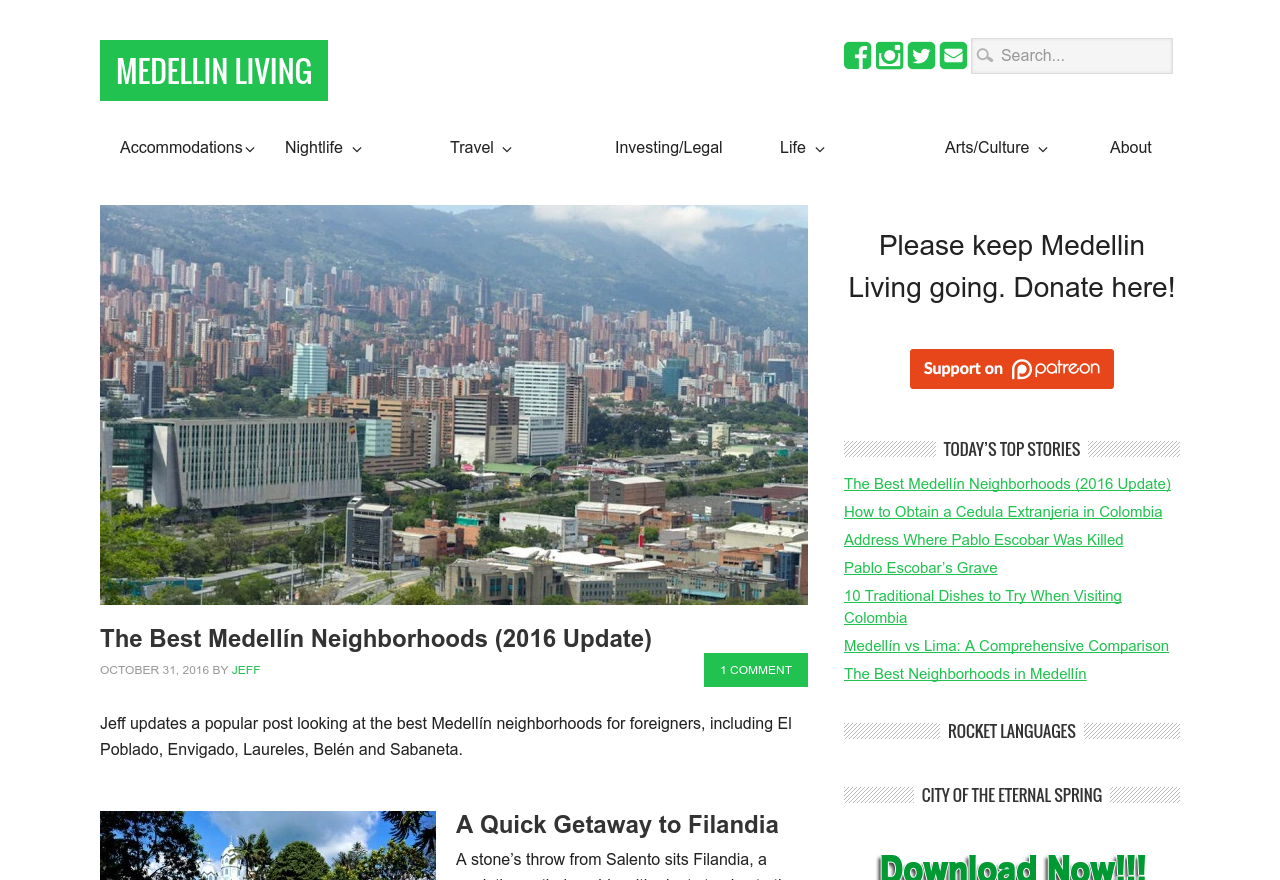 MEDELLIN LIVING
Search...
Accommodations
Nightlife
Travel
Investing/Legal
Life
Arts/Culture
About
Please keep Medellin
Living going. Donate here!
Support on patreon
TODAY’S TOP STORIES
The Best Medellín Neighborhoods (2016 Update)
How to Obtain a Cedula Extranjeria in Colombia
Address Where Pablo Escobar Was Killed
Pablo Escobar’s Grave
10 Traditional Dishes to Try When Visiting
Colombia
Medellín vs Lima: A Comprehensive Comparison
The Best Neighborhoods in Medellín
ROCKET LANGUAGES
CITY OF THE ETERNAL SPRING
Download Now!!!
The Best Medellín Neighborhoods (2016 Update)
OCTOBER 31, 2016 BY JEFF
1 COMMENT
Jeff updates a popular post looking at the best Medellín neighborhoods for foreigners, including El
Poblado, Envigado, Laureles, Belén and Sabaneta.
A Quick Getaway to Filandia
A stone’s throw from Salento sits Filandia, a